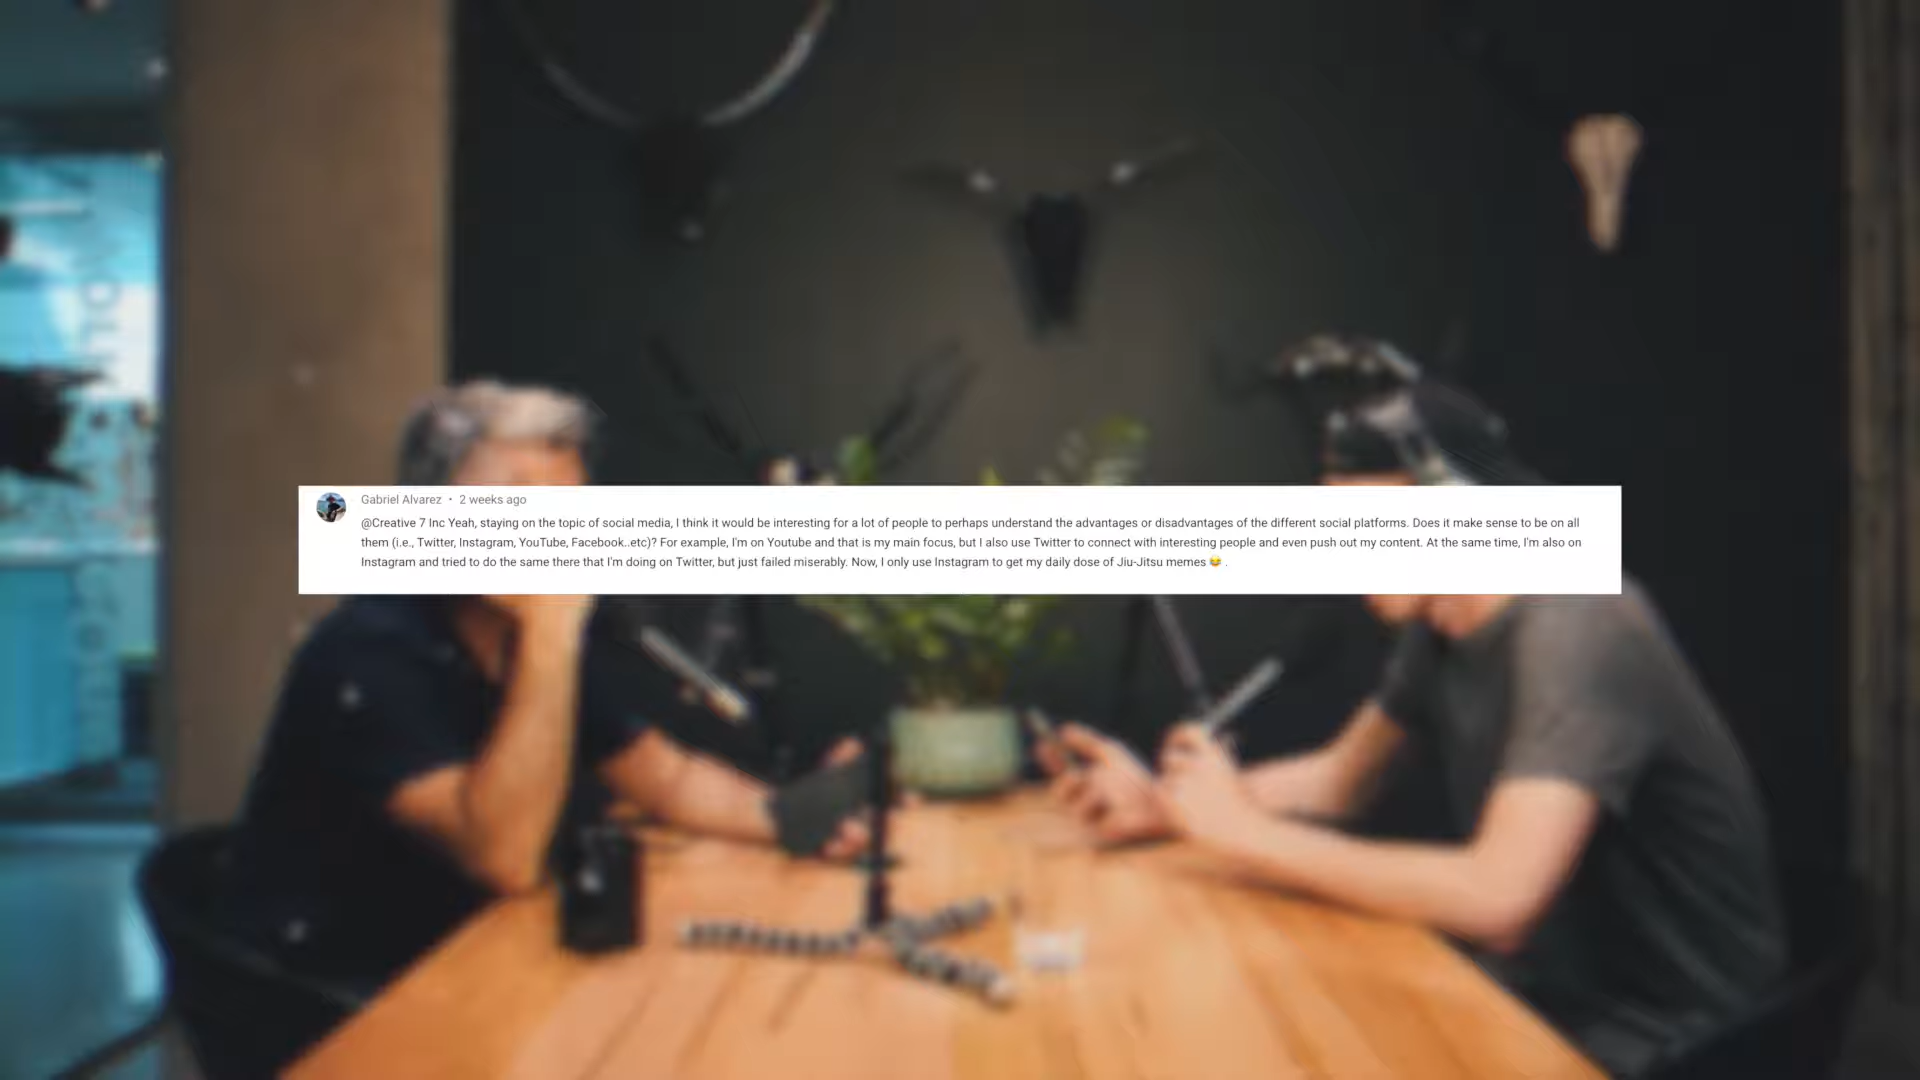 Gabriel Alvarez • 2 weeks ago
@Creative 7 Inc Yeah, staying on the topic of social media, I think it would be interesting for a lot of people to perhaps understand the advantages or disadvantages of the different social platforms. Does it make sense to be on all
them (i.e., Twitter, Instagram, YouTube, Facebook..etc)? For example, I'm on Youtube and that is my main focus, but I also use Twitter to connect with interesting people and even push out my content. At the same time, I'm also on
Instagram and tried to do the same there that I'm doing on Twitter, but just failed miserably. Now, I only use Instagram to get my daily dose of Jiu-Jitsu memes 😂 .